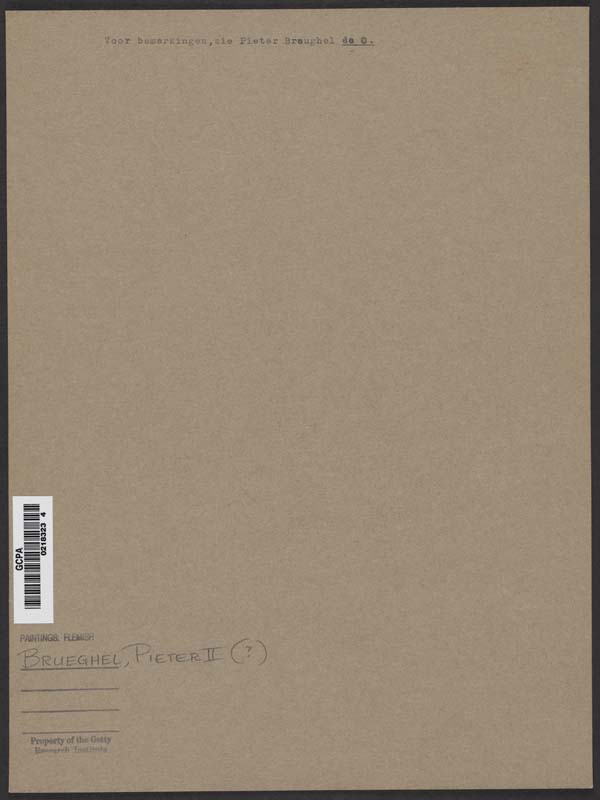 Voor bemerkingen,zie Pieter Breughel de O.
GCPA
0218323 4
PAINTINGS, FLEMISH
BRUEGHEL, PIETER II (?)
Property of the Getty
Research Institute